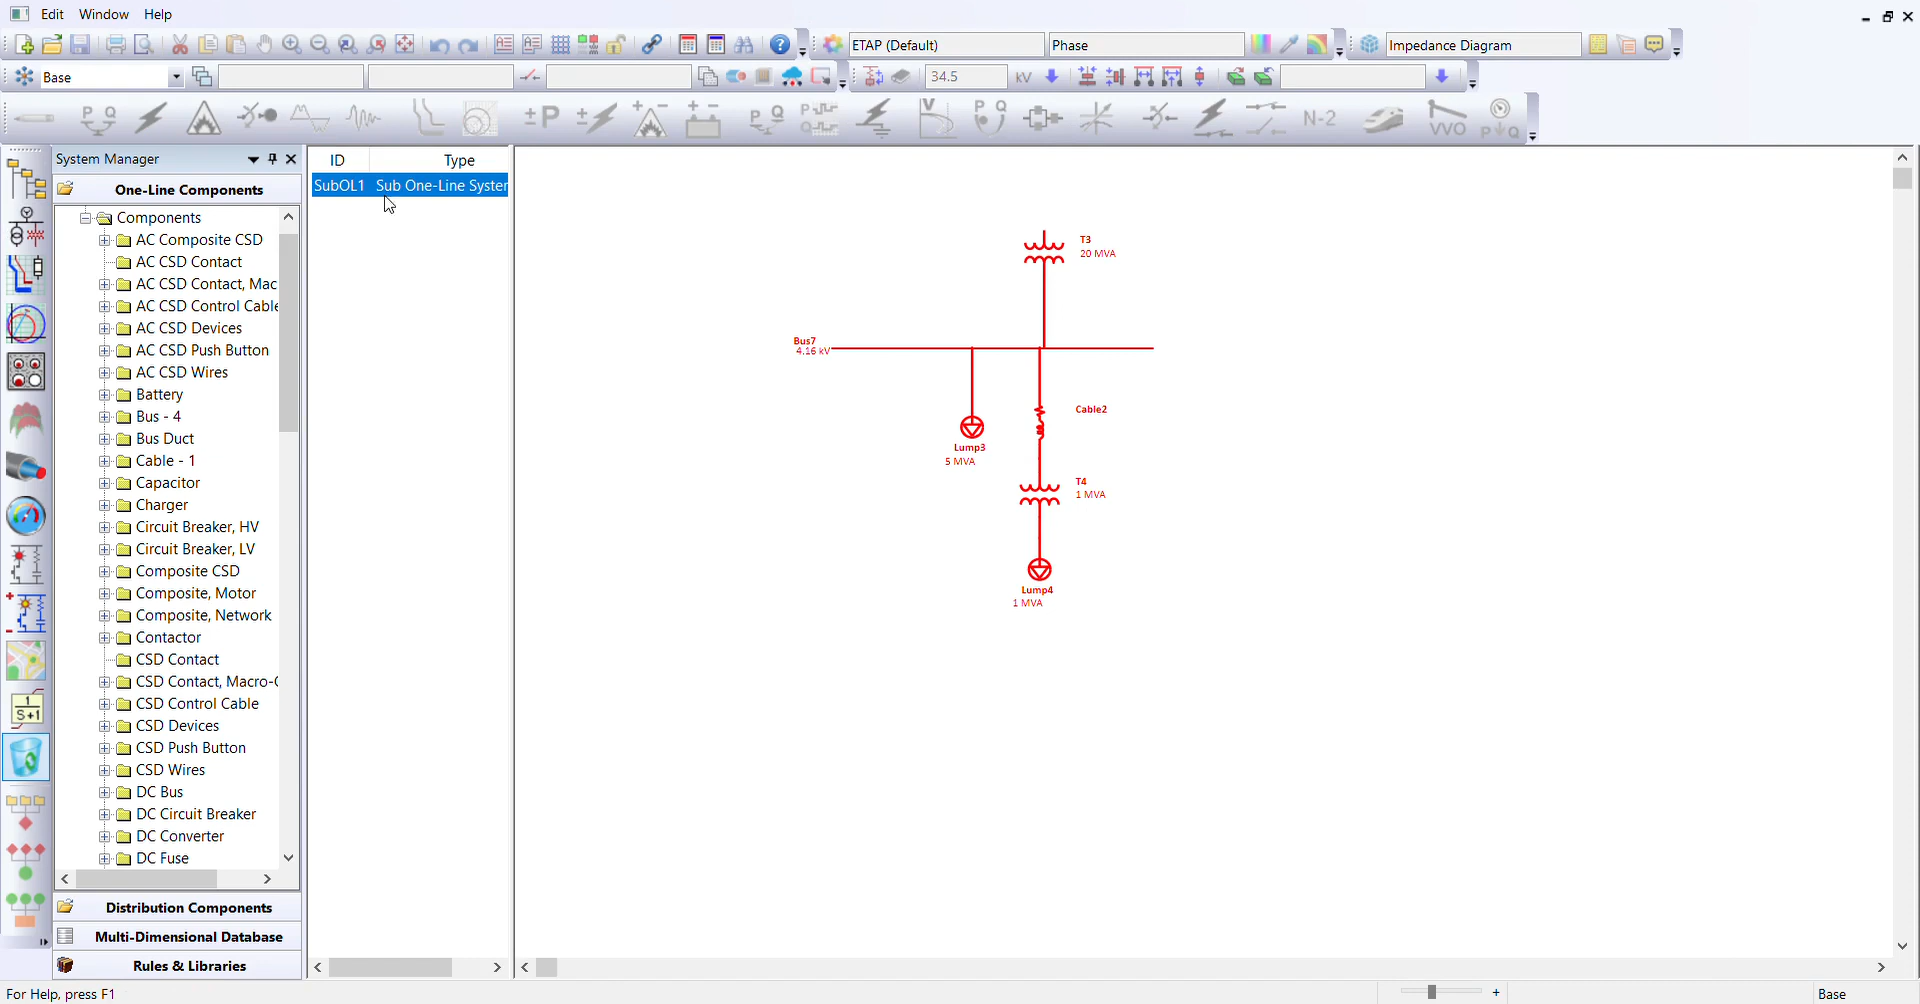 Edit Window Help
ETAP (Default) Phase Impedance Diagram
Base 34.5 kV
P Q ±P P Q P Q V P Q N-2 VVO P Q
System Manager
ID Type
One-Line Components
SubOL1 Sub One-Line System
Components
AC Composite CSD
AC CSD Contact
AC CSD Contact, Mac
AC CSD Control Cable
AC CSD Devices
AC CSD Push Button
AC CSD Wires
Battery
Bus - 4
Bus Duct
Cable - 1
Capacitor
Charger
Circuit Breaker, HV
Circuit Breaker, LV
Composite CSD
Composite, Motor
Composite, Network
Contactor
CSD Contact
CSD Contact, Macro-C
CSD Control Cable
CSD Devices
CSD Push Button
CSD Wires
DC Bus
DC Circuit Breaker
DC Converter
DC Fuse
Distribution Components
Multi-Dimensional Database
Rules & Libraries
1
S+1
T3
20 MVA
Bus7
4.16 kV
Cable2
Lump3
5 MVA
T4
1 MVA
Lump4
1 MVA
For Help, press F1
+
Base